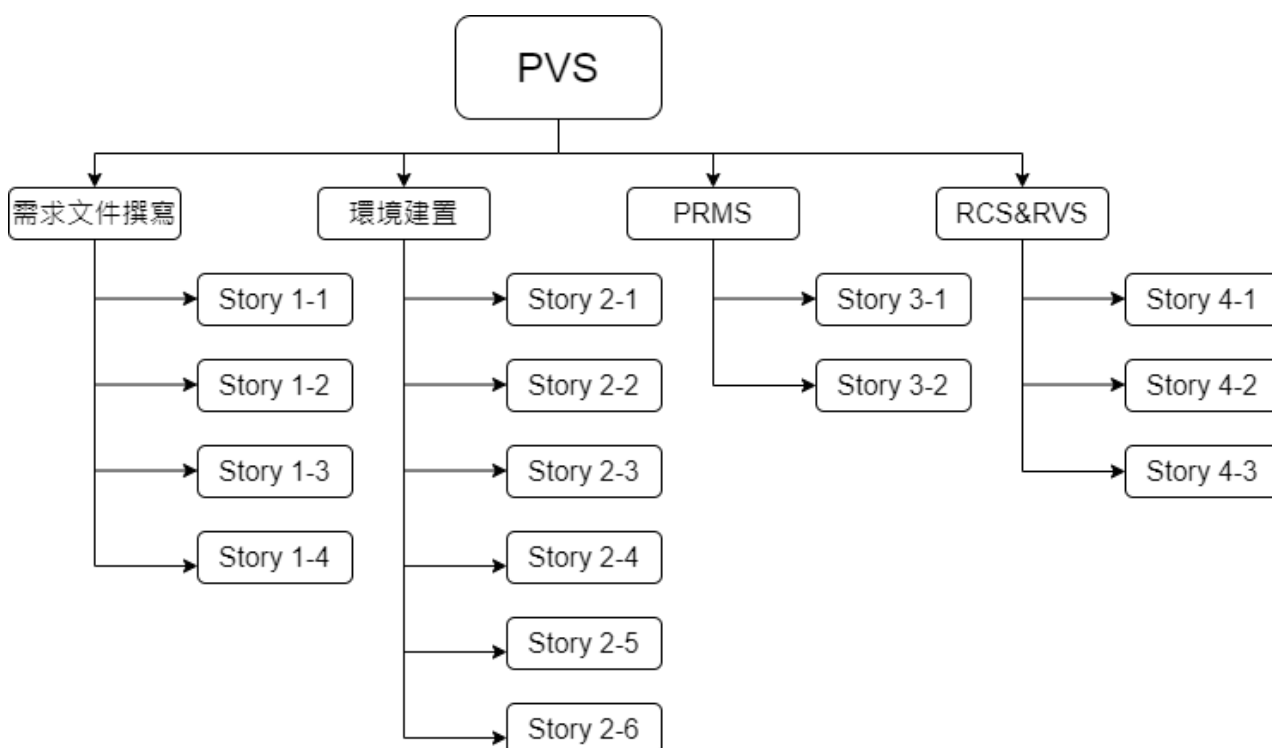 PVS
需求文件撰寫
環境建置
PRMS
RCS&RVS
Story 1-1
Story 2-1
Story 3-1
Story 4-1
Story 1-2
Story 2-2
Story 3-2
Story 4-2
Story 1-3
Story 2-3
Story 4-3
Story 1-4
Story 2-4
Story 2-5
Story 2-6